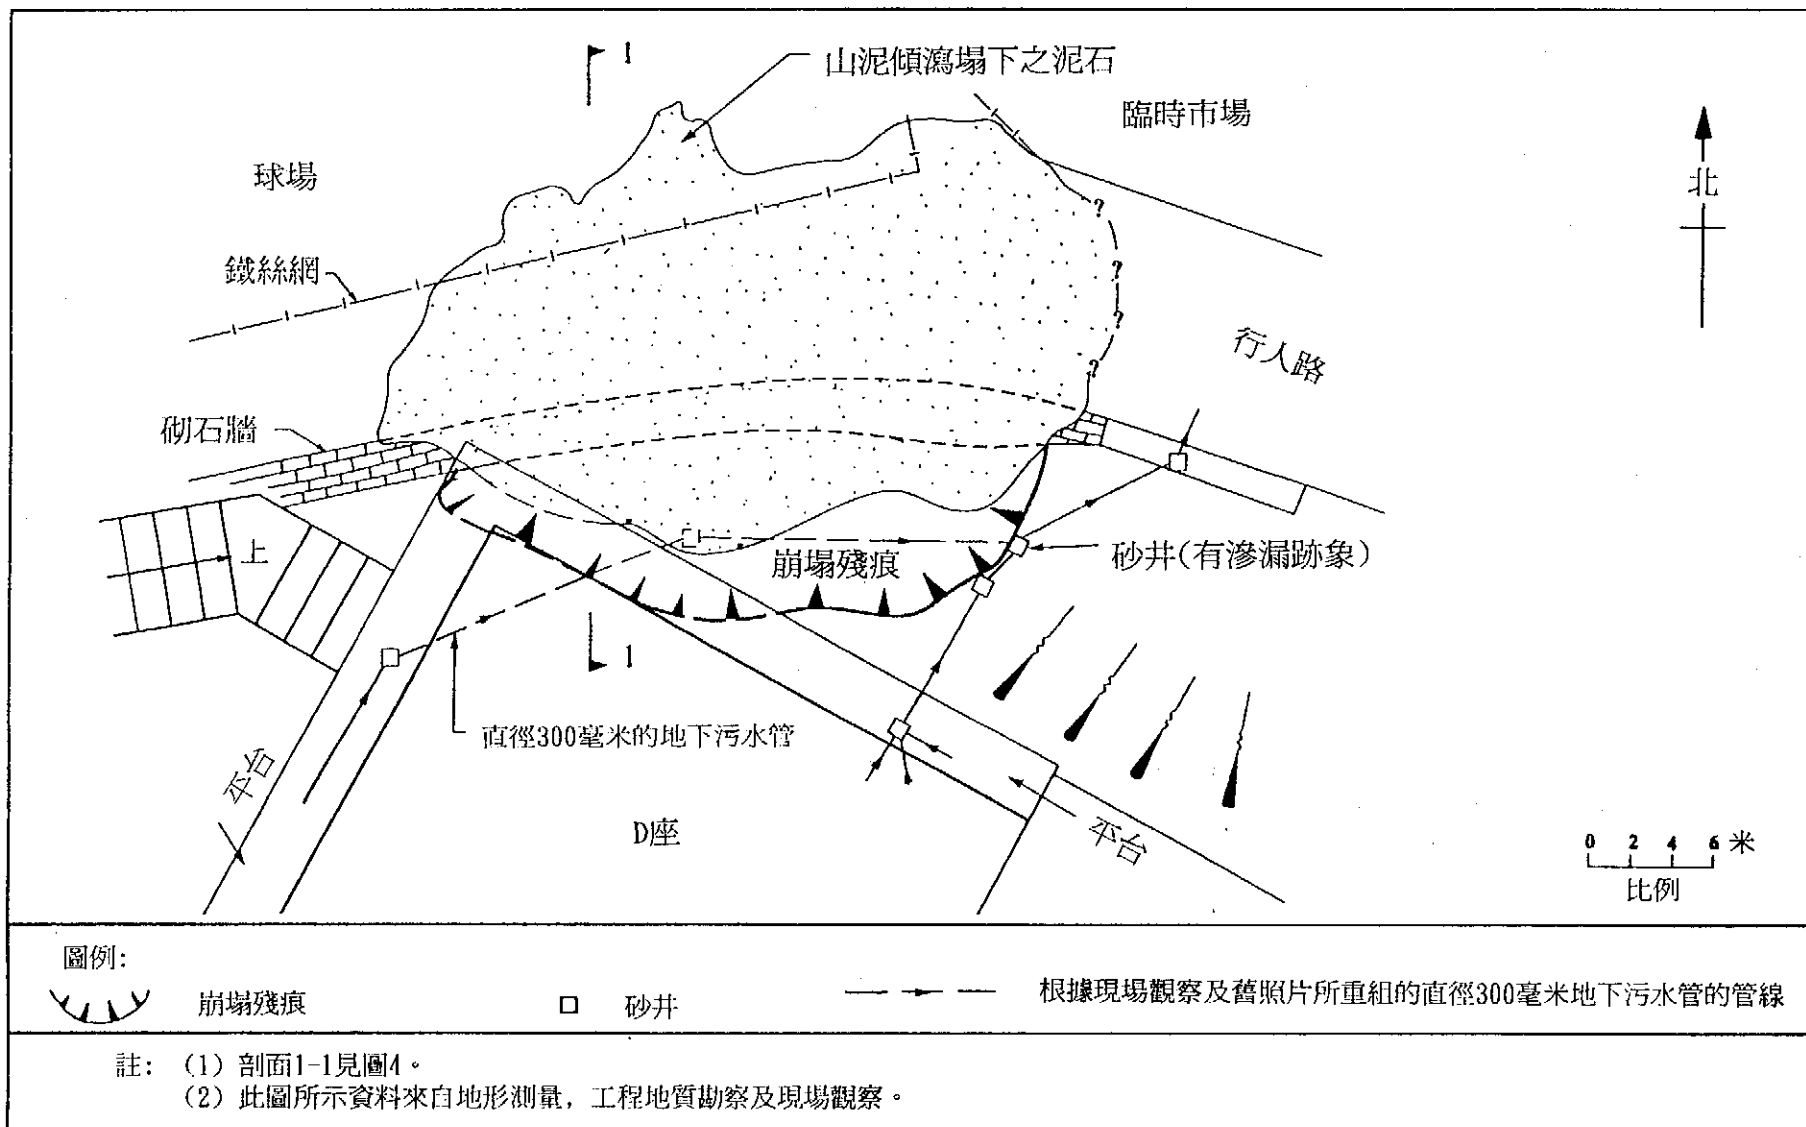 1
山泥傾瀉塌下之泥石
臨時市場
球場
北
鐵絲網
?
?
?
?
行人路
砌石牆
上
崩塌殘痕
砂井(有滲漏跡象)
1
直徑300毫米的地下污水管
平台
D座
平台
0 2 4 6 米
比例
圖例:
崩塌殘痕
砂井
根據現場觀察及舊照片所重組的直徑300毫米地下污水管的管線
註: (1) 剖面1-1見圖4。
(2) 此圖所示資料來自地形測量, 工程地質勘察及現場觀察。